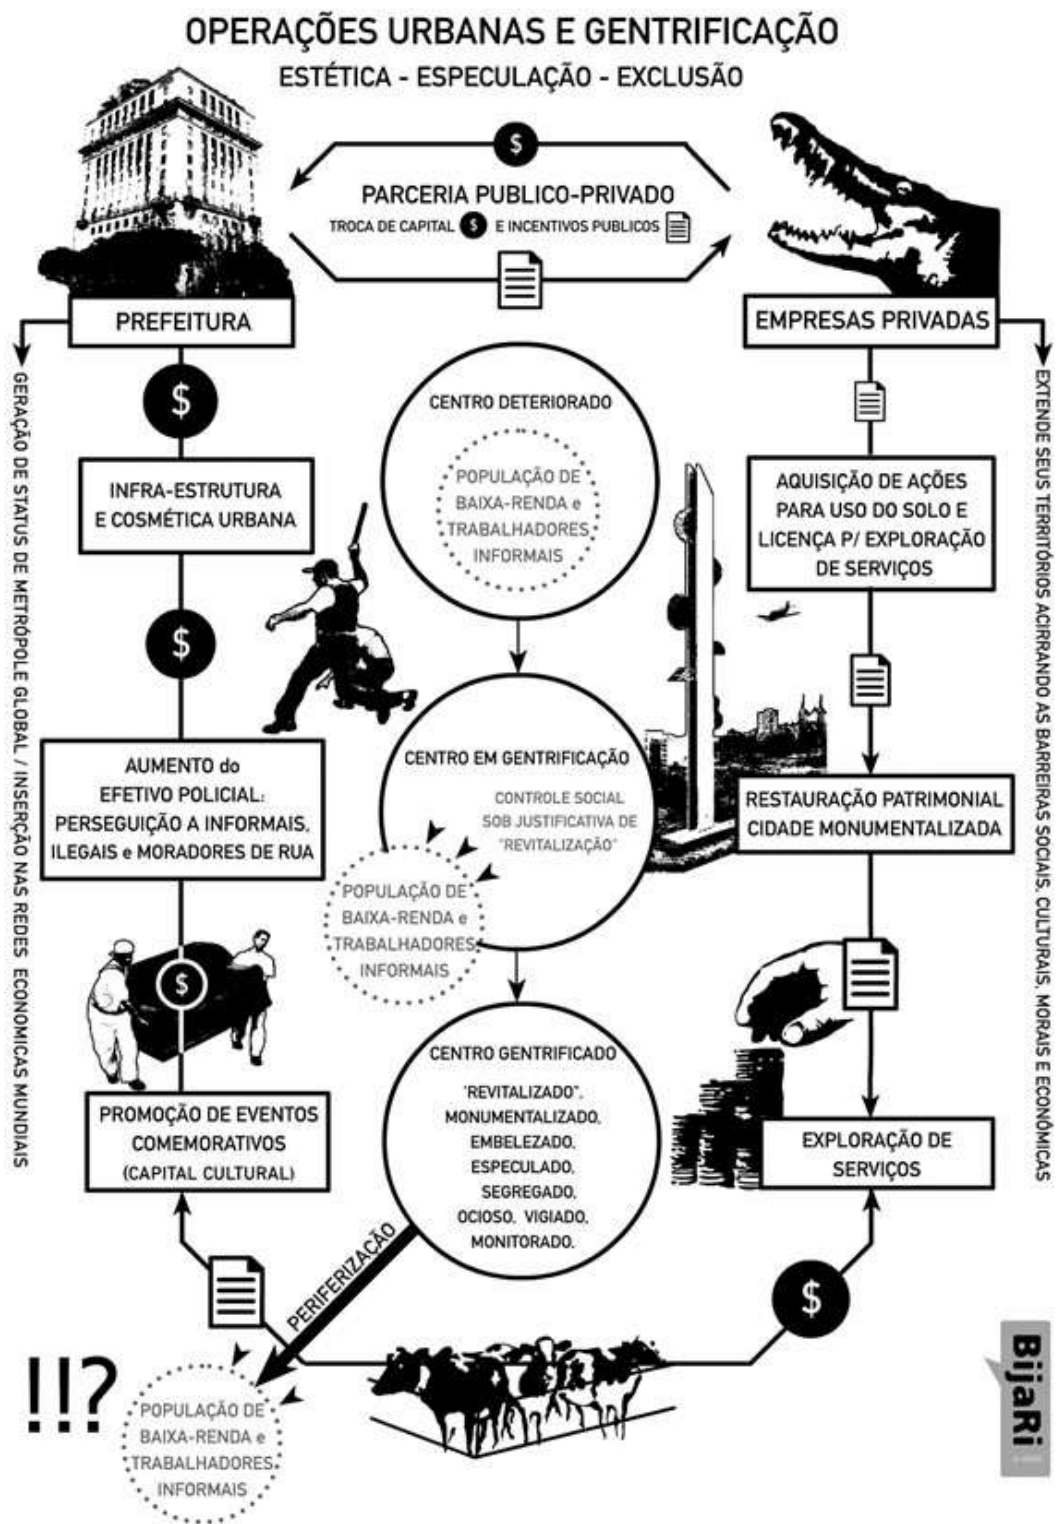 OPERAÇÕES URBANAS E GENTRIFICAÇÃO
ESTÉTICA - ESPECULAÇÃO - EXCLUSÃO
$
PARCERIA PUBLICO-PRIVADO
TROCA DE CAPITAL $ E INCENTIVOS PUBLICOS
PREFEITURA
EMPRESAS PRIVADAS
GERAÇÃO DE STATUS DE METRÓPOLE GLOBAL / INSERÇÃO NAS REDES ECONOMICAS MUNDIAIS
EXTENDE SEUS TERRITÓRIOS ACIRRANDO AS BARREIRAS SOCIAIS, CULTURAIS, MORAIS E ECONÔMICAS
$
INFRA-ESTRUTURA
E COSMÉTICA URBANA
$
AUMENTO do
EFETIVO POLICIAL:
PERSEGUIÇÃO A INFORMAIS,
ILEGAIS e MORADORES DE RUA
$
PROMOÇÃO DE EVENTOS
COMEMORATIVOS
(CAPITAL CULTURAL)
CENTRO DETERIORADO
POPULAÇÃO DE
BAIXA-RENDA e
TRABALHADORES
INFORMAIS
CENTRO EM GENTRIFICAÇÃO
CONTROLE SOCIAL
SOB JUSTIFICATIVA DE
"REVITALIZAÇÃO"
POPULAÇÃO DE
BAIXA-RENDA e
TRABALHADORES
INFORMAIS
CENTRO GENTRIFICADO
"REVITALIZADO",
MONUMENTALIZADO,
EMBELEZADO,
ESPECULADO,
SEGREGADO,
OCIOSO, VIGIADO,
MONITORADO,
AQUISIÇÃO DE AÇÕES
PARA USO DO SOLO E
LICENÇA P/ EXPLORAÇÃO
DE SERVIÇOS
RESTAURAÇÃO PATRIMONIAL
CIDADE MONUMENTALIZADA
EXPLORAÇÃO DE
SERVIÇOS
$
PERIFERIZAÇÃO
!!?
POPULAÇÃO DE
BAIXA-RENDA e
TRABALHADORES
INFORMAIS
BijaRi